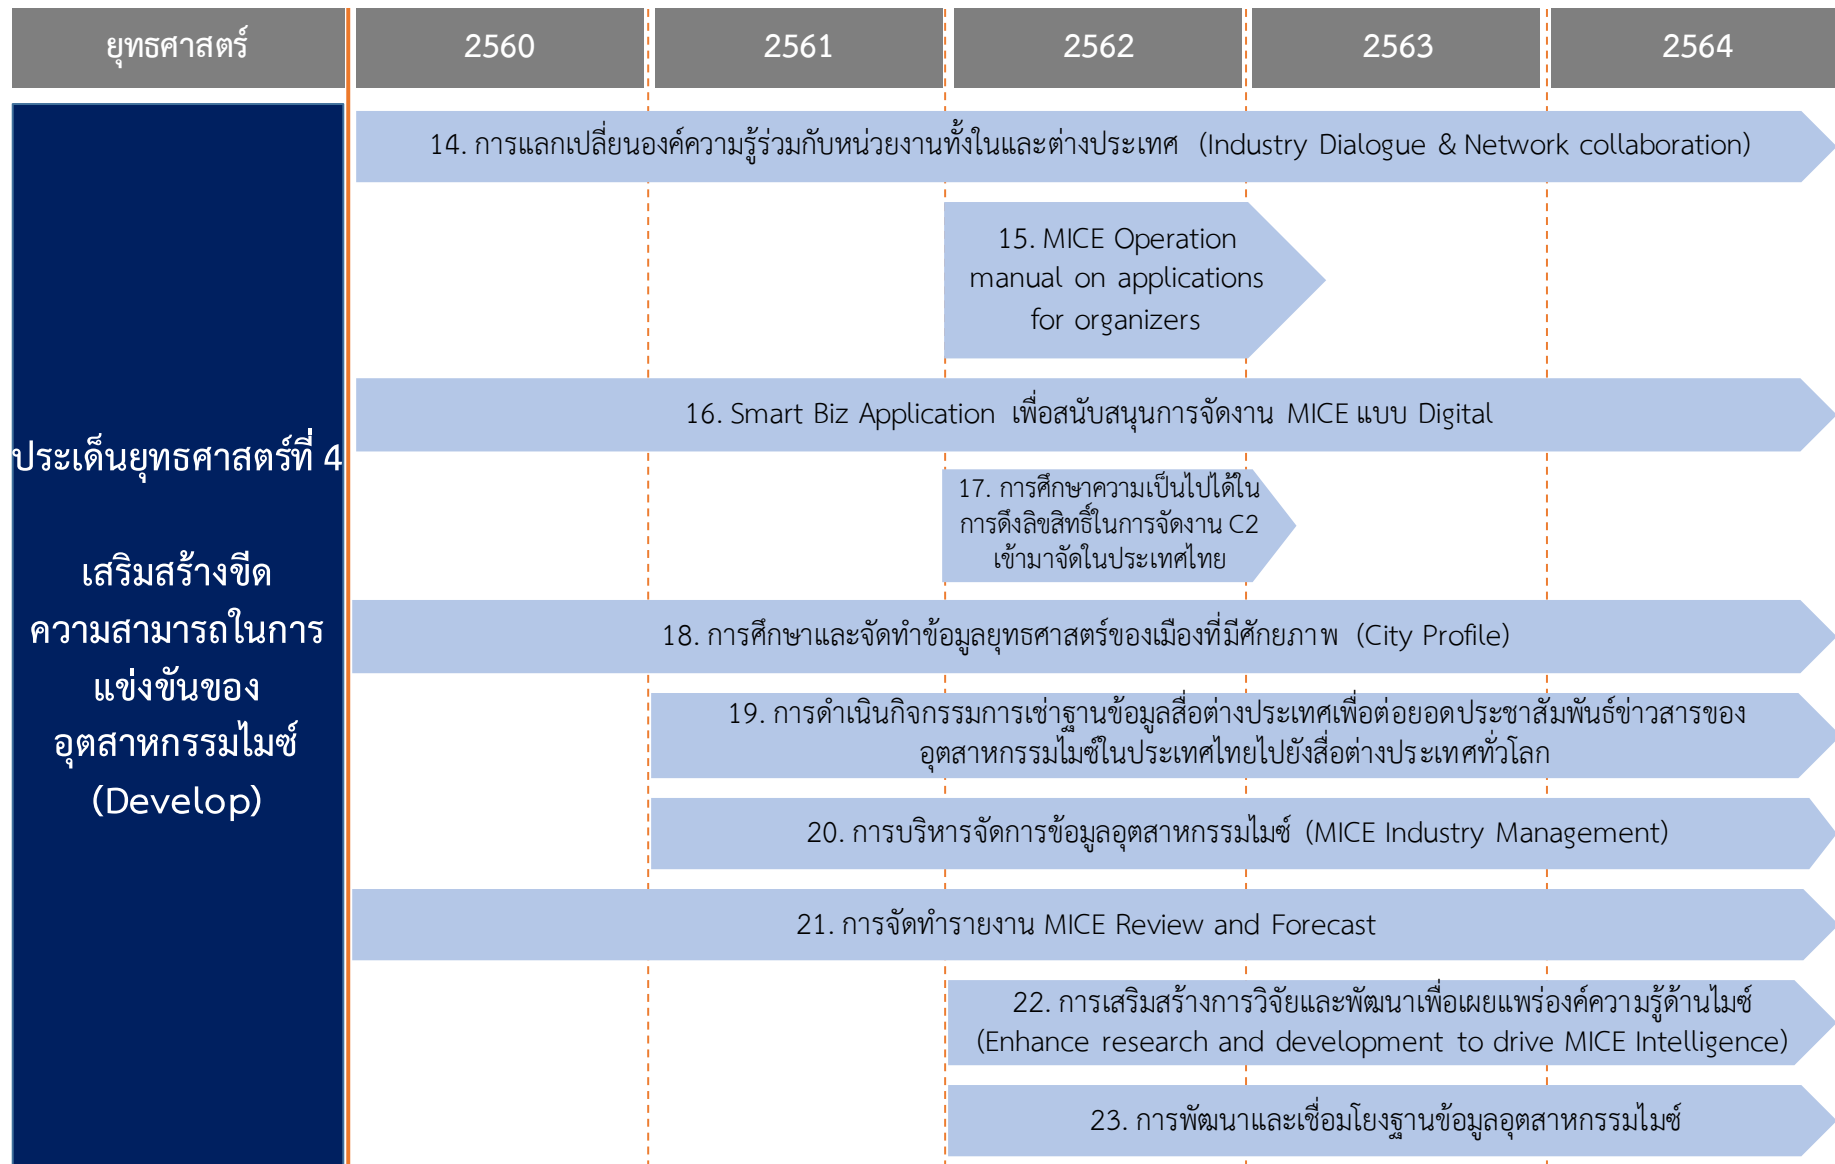 ยุทธศาสตร์
2560
2561
2562
2563
2564
ประเด็นยุทธศาสตร์ที่ 4
เสริมสร้างขีด
ความสามารถในการ
แข่งขันของ
อุตสาหกรรมไมซ์
(Develop)
14. การแลกเปลี่ยนองค์ความรู้ร่วมกับหน่วยงานทั้งในและต่างประเทศ (Industry Dialogue & Network collaboration)
15. MICE Operation
manual on applications
for organizers
16. Smart Biz Application เพื่อสนับสนุนการจัดงาน MICE แบบ Digital
17. การศึกษาความเป็นไปได้ใน
การดึงลิขสิทธิ์ในการจัดงาน C2
เข้ามาจัดในประเทศไทย
18. การศึกษาและจัดทำข้อมูลยุทธศาสตร์ของเมืองที่มีศักยภาพ (City Profile)
19. การดำเนินกิจกรรมการเช่าฐานข้อมูลสื่อต่างประเทศเพื่อต่อยอดประชาสัมพันธ์ข่าวสารของ
อุตสาหกรรมไมซ์ในประเทศไทยไปยังสื่อต่างประเทศทั่วโลก
20. การบริหารจัดการข้อมูลอุตสาหกรรมไมซ์ (MICE Industry Management)
21. การจัดทำรายงาน MICE Review and Forecast
22. การเสริมสร้างการวิจัยและพัฒนาเพื่อเผยแพร่องค์ความรู้ด้านไมซ์
(Enhance research and development to drive MICE Intelligence)
23. การพัฒนาและเชื่อมโยงฐานข้อมูลอุตสาหกรรมไมซ์